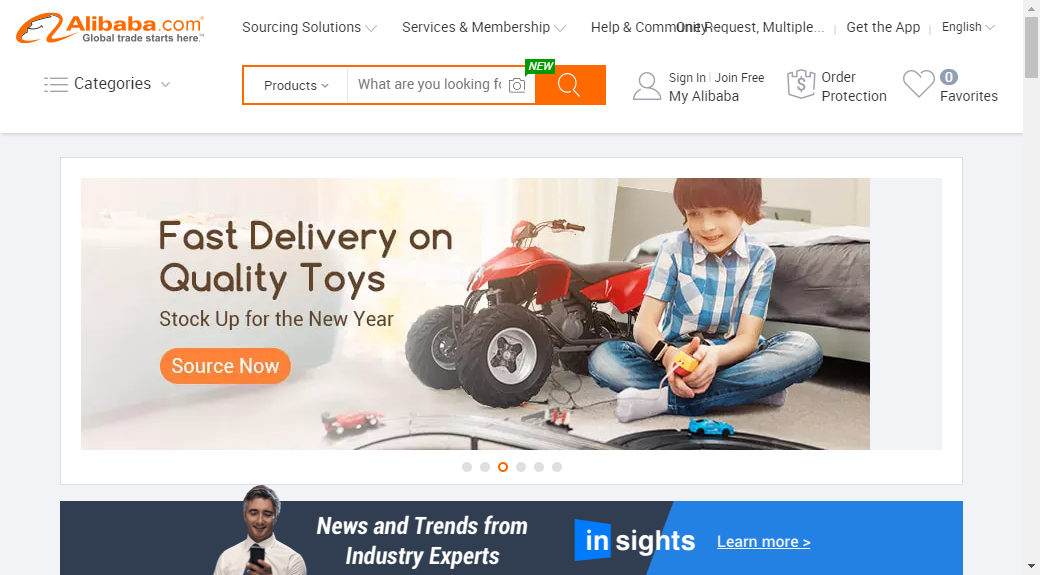 Alibaba.com
Global trade starts here.™
Sourcing Solutions
Services & Membership
Help & Community
One Request, Multiple...
Get the App
English
Categories
Products
What are you looking fo
NEW
Sign In
Join Free
My Alibaba
Order
Protection
0
Favorites
Fast Delivery on
Quality Toys
Stock Up for the New Year
Source Now
News and Trends from
Industry Experts
in sights
Learn more >